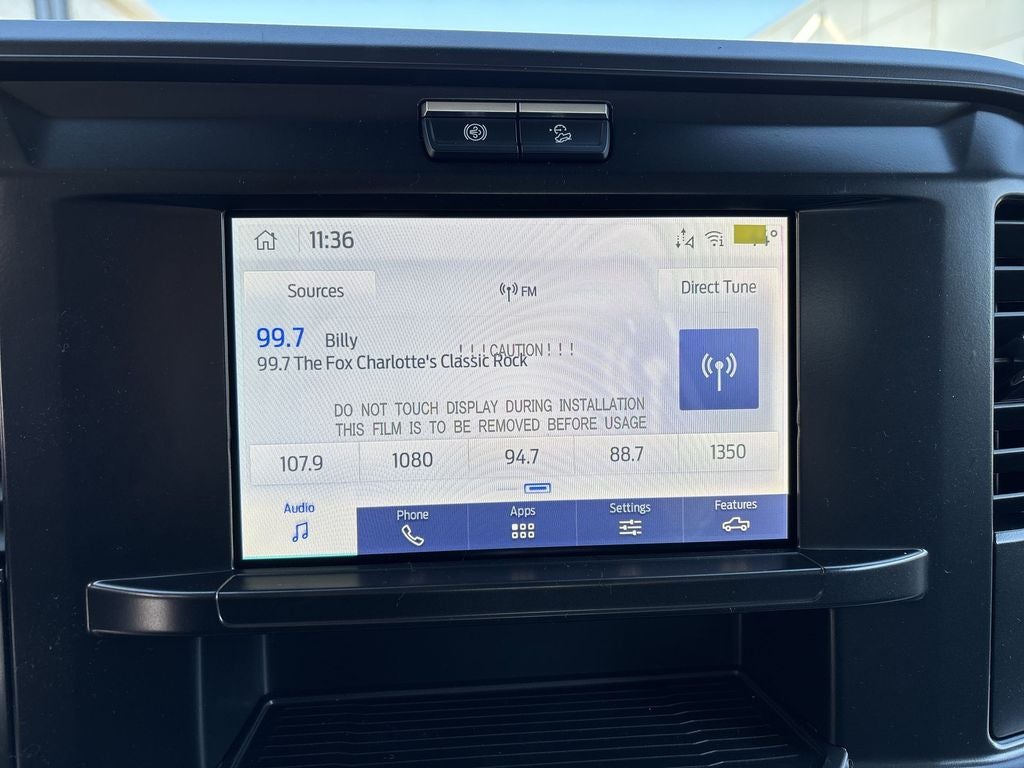 11:36
Sources
FM
Direct Tune
99.7 Billy
! ! ! CAUTION ! ! !
99.7 The Fox Charlotte's Classic Rock
DO NOT TOUCH DISPLAY DURING INSTALLATION
THIS FILM IS TO BE REMOVED BEFORE USAGE
107.9 1080 94.7 88.7 1350
Audio Phone Apps Settings Features